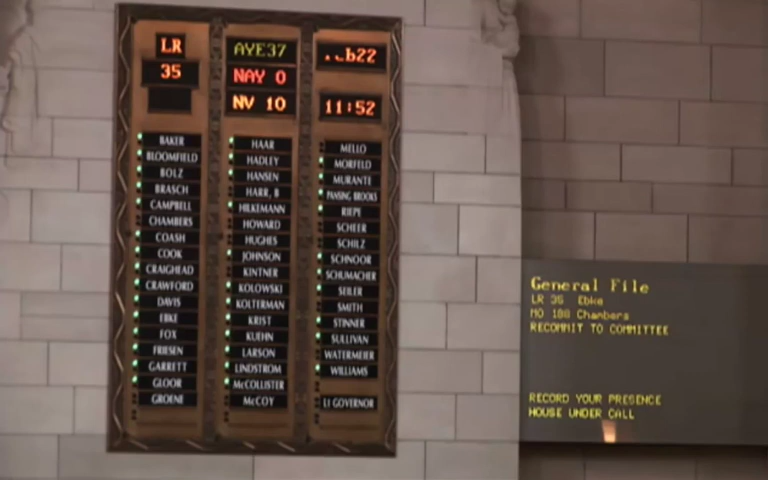 LR
35
AYE37
NAY 0
NV 10
11:52
BAKER
BLOOMFIELD
BOLZ
BRASCH
CAMPBELL
CHAMBERS
COASH
COOK
CRAIGHEAD
CRAWFORD
DAVIS
EBKE
FOX
FRIESEN
GARRETT
GLOOR
GROENE
HAAR
HADLEY
HANSEN
HARR, B
HILKEMANN
HOWARD
HUGHES
JOHNSON
KINTNER
KOLOWSKI
KOLTERMAN
KRIST
KUEHN
LARSON
LINDSTROM
McCOLLISTER
McCOY
MELLO
MORFELD
MURANTE
PANSING BROOKS
RIEPE
SCHEER
SCHILZ
SCHNOOR
SCHUMACHER
SEILER
SMITH
STINNER
SULLIVAN
WATERMEIER
WILLIAMS
LT GOVERNOR
General File
LR 35 Ebke
MO 188 Chambers
RECOMMIT TO COMMITTEE
RECORD YOUR PRESENCE
HOUSE UNDER CALL